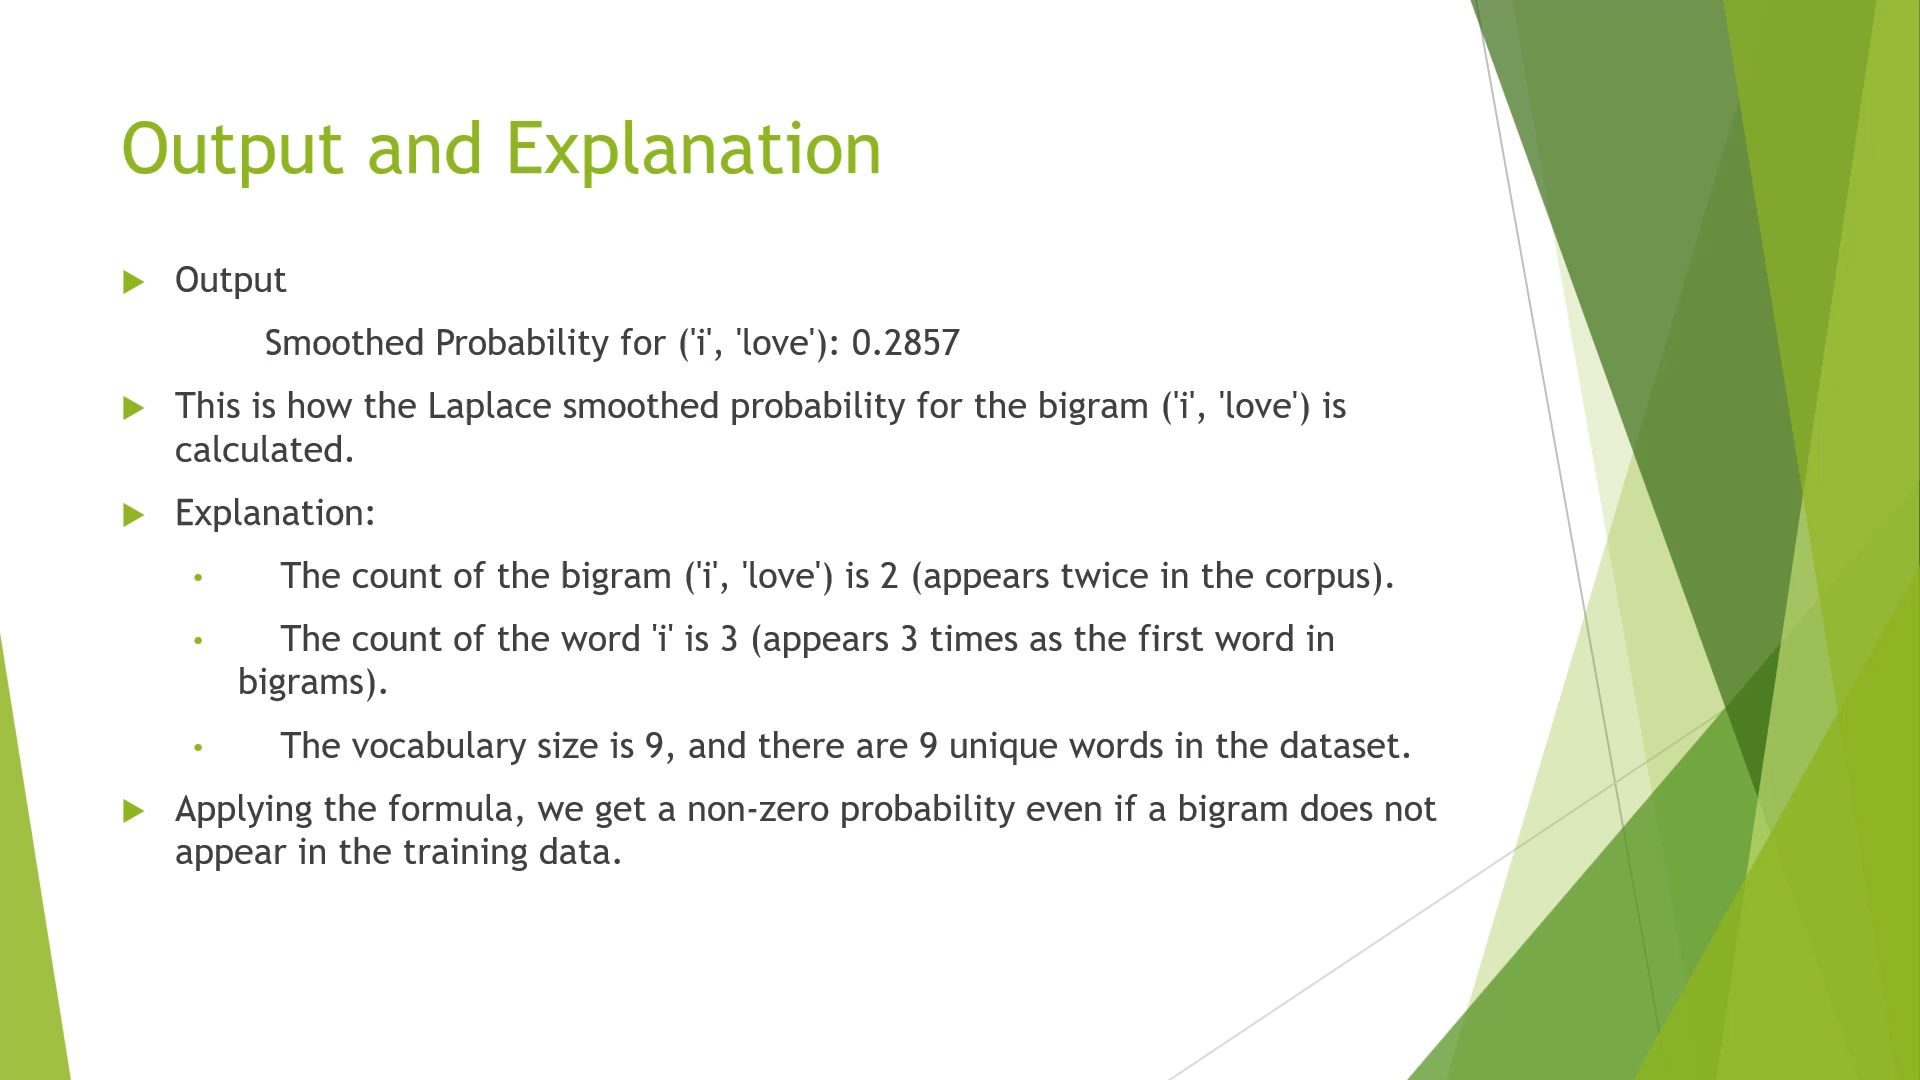 Output and Explanation
Output
Smoothed Probability for ('i', 'love'): 0.2857
This is how the Laplace smoothed probability for the bigram ('i', 'love') is
calculated.
Explanation:
The count of the bigram ('i', 'love') is 2 (appears twice in the corpus).
The count of the word 'i' is 3 (appears 3 times as the first word in
bigrams).
The vocabulary size is 9, and there are 9 unique words in the dataset.
Applying the formula, we get a non-zero probability even if a bigram does not
appear in the training data.